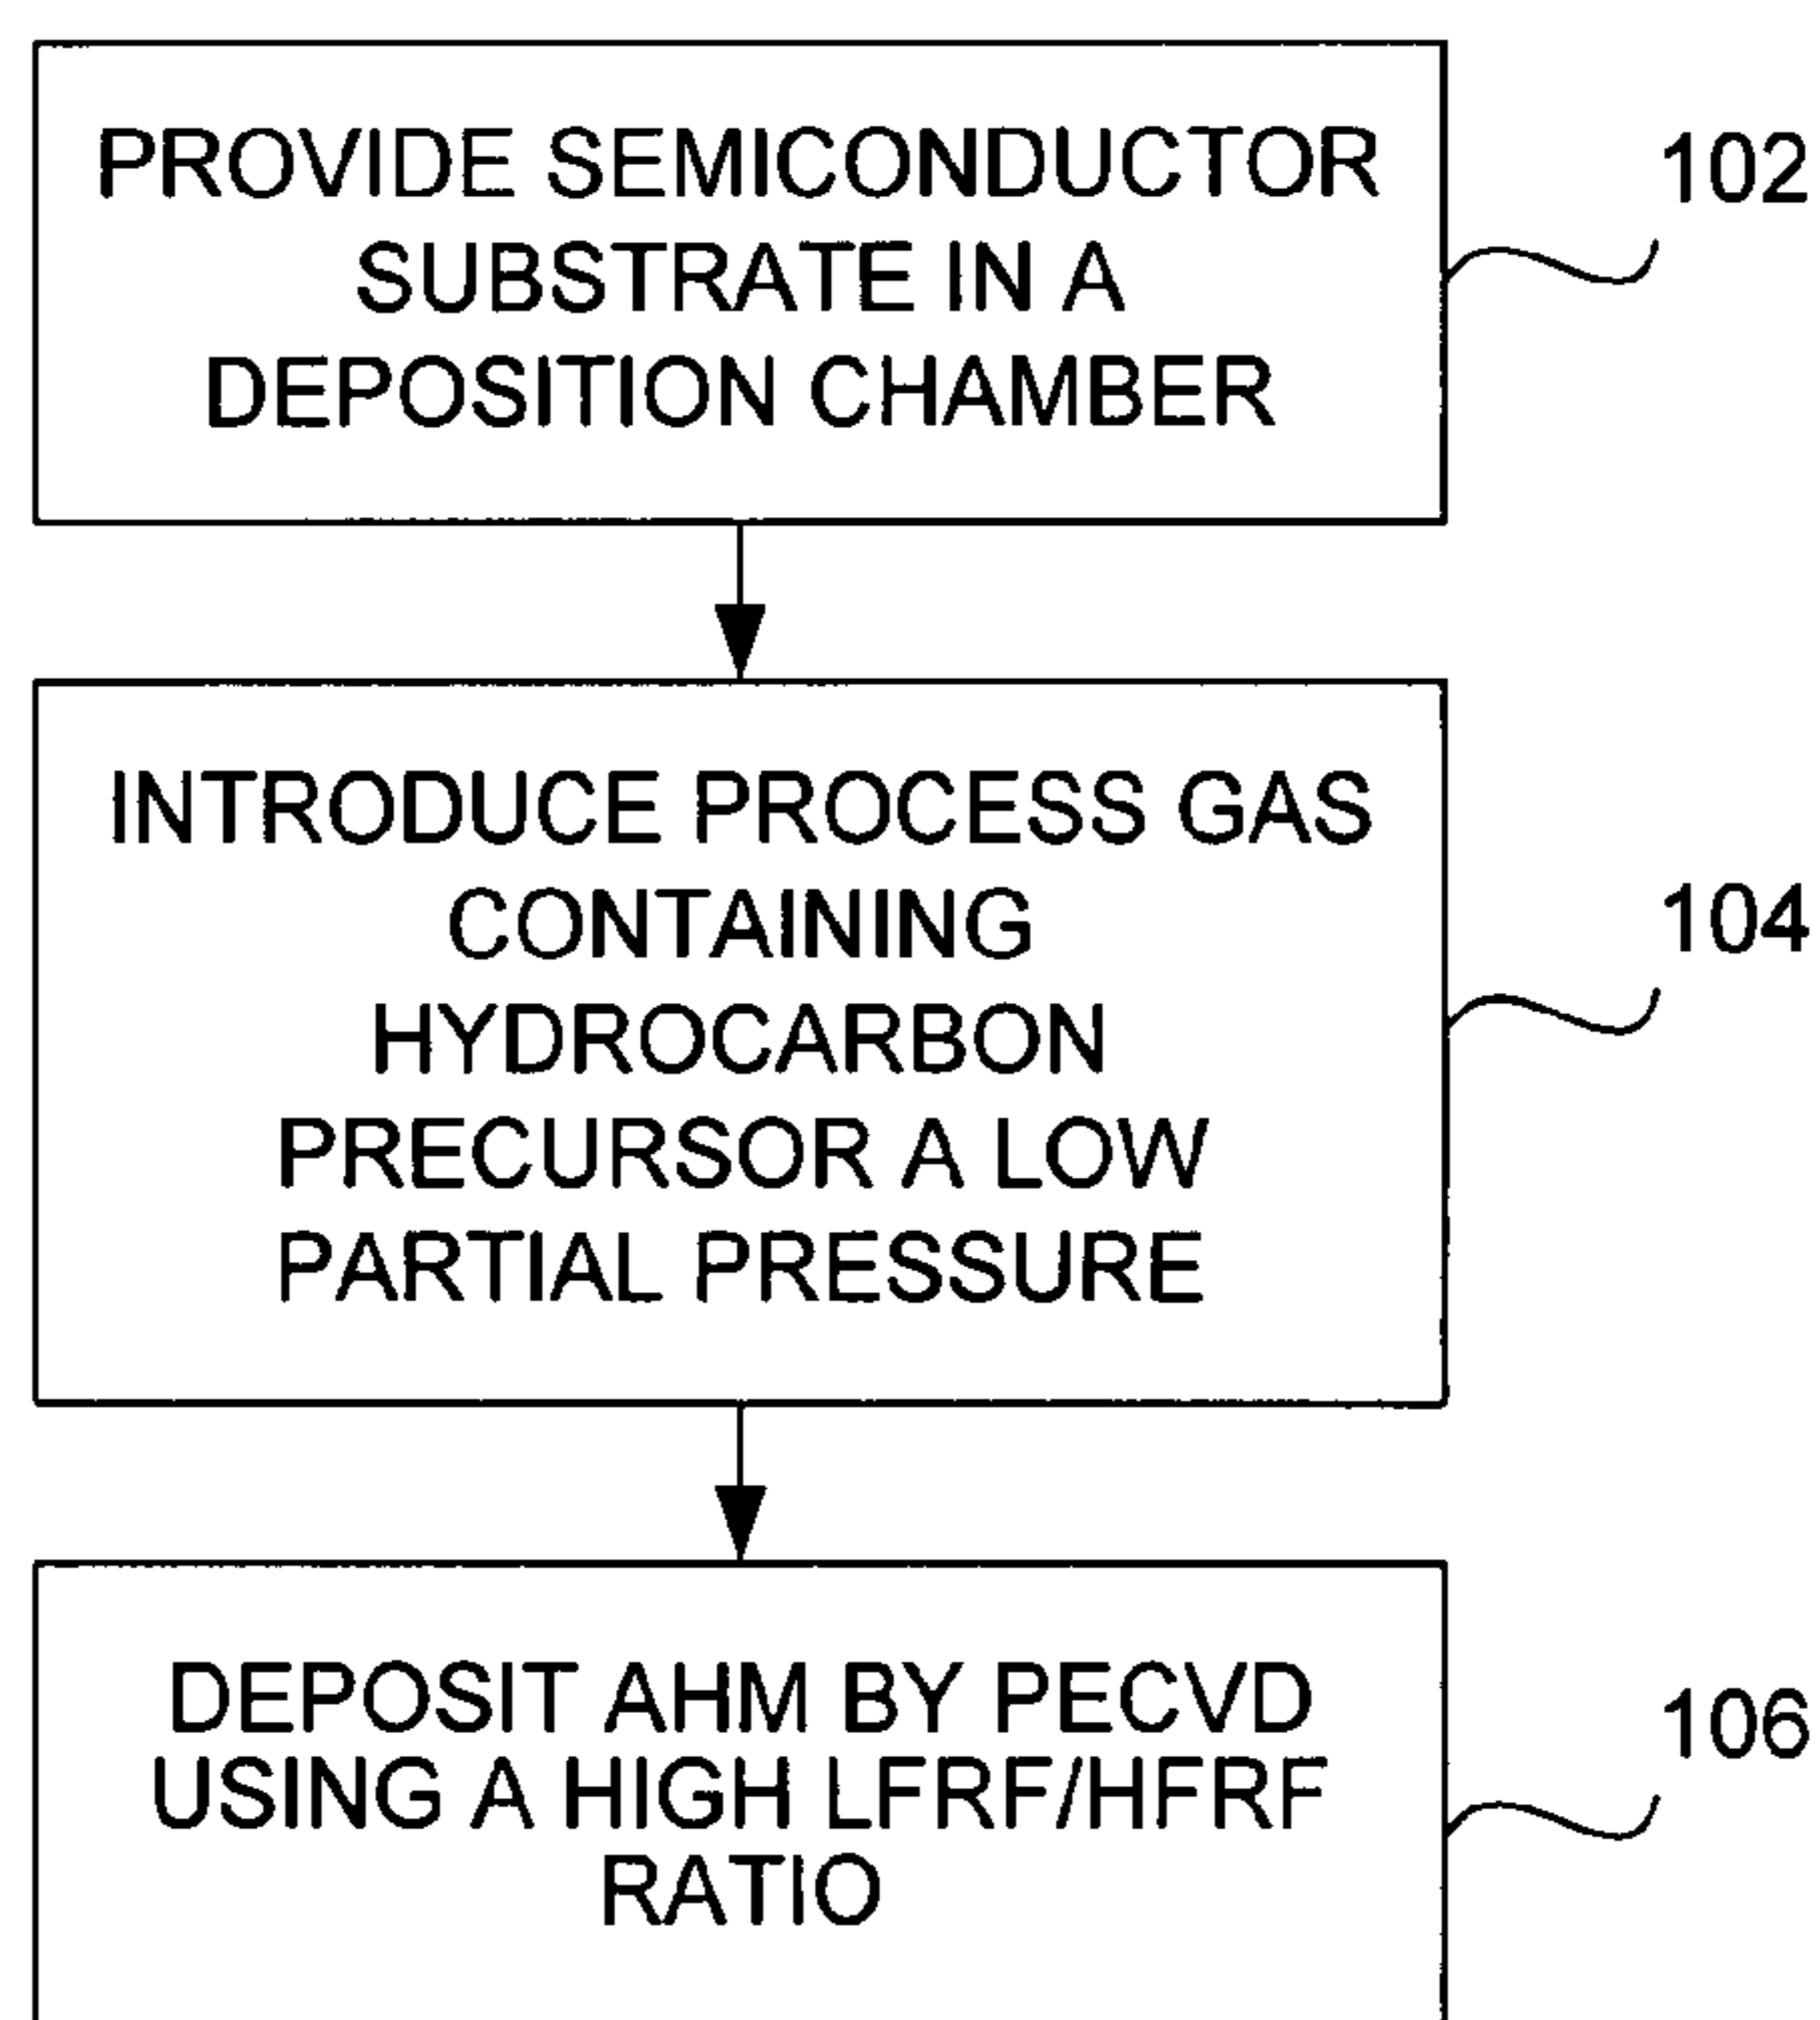 PROVIDE SEMICONDUCTOR
SUBSTRATE IN A
DEPOSITION CHAMBER
102
INTRODUCE PROCESS GAS
CONTAINING
HYDROCARBON
PRECURSOR A LOW
PARTIAL PRESSURE
104
DEPOSIT AHM BY PECVD
USING A HIGH LFRF/HFRF
RATIO
106